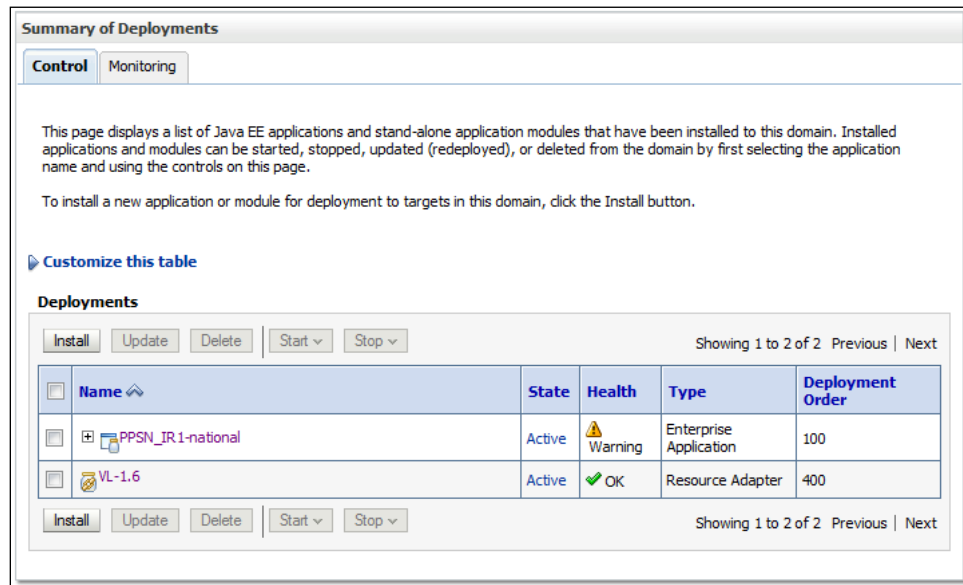 Summary of Deployments
Control Monitoring
This page displays a list of Java EE applications and stand-alone application modules that have been installed to this domain. Installed
applications and modules can be started, stopped, updated (redeployed), or deleted from the domain by first selecting the application
name and using the controls on this page.
To install a new application or module for deployment to targets in this domain, click the Install button.
Customize this table
Deployments
Install Update Delete Start Stop Showing 1 to 2 of 2 Previous | Next
Name State Health Type Deployment
Order
PPSN_IR1-national Active Warning Enterprise
Application 100
VL-1.6 Active OK Resource Adapter 400
Install Update Delete Start Stop Showing 1 to 2 of 2 Previous | Next